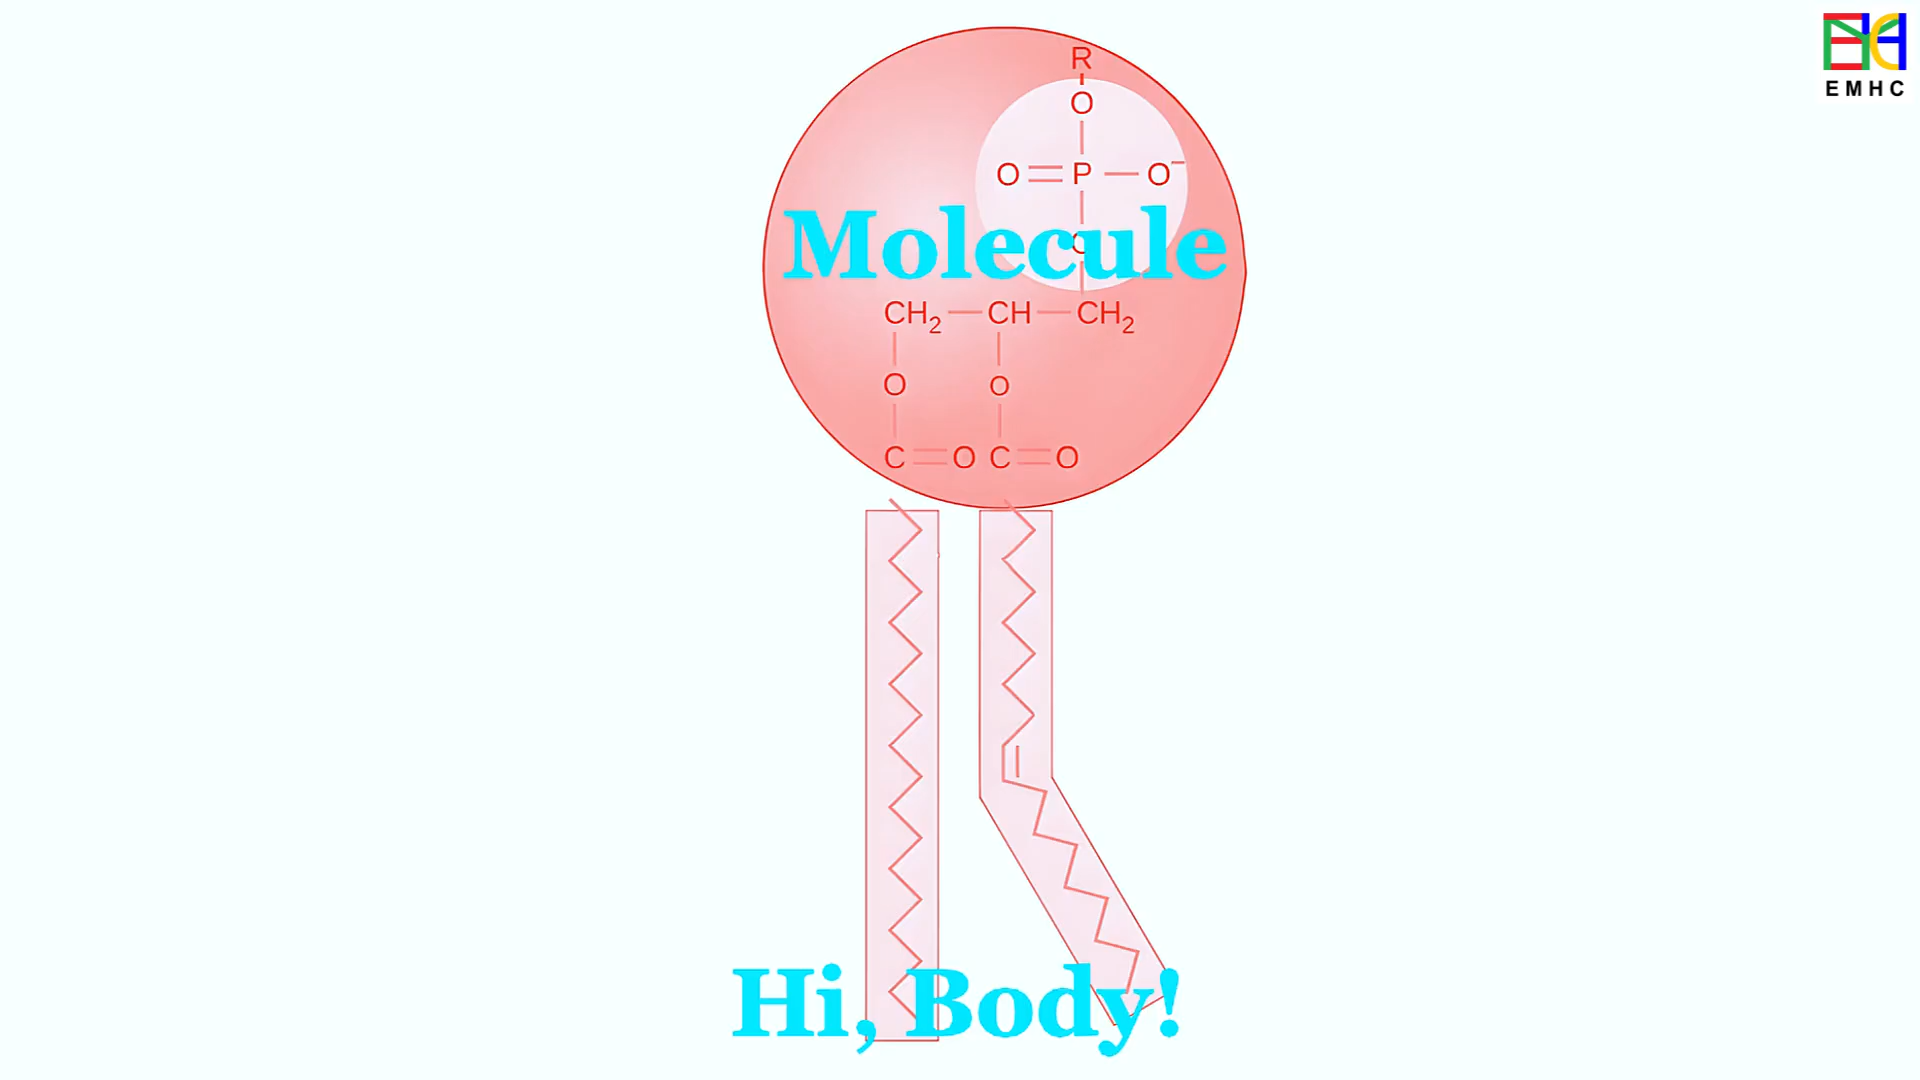 R
O
O P O⁻
Molecule
CH₂ CH CH₂
O O
C O C O
Hi, Body!
EMHC